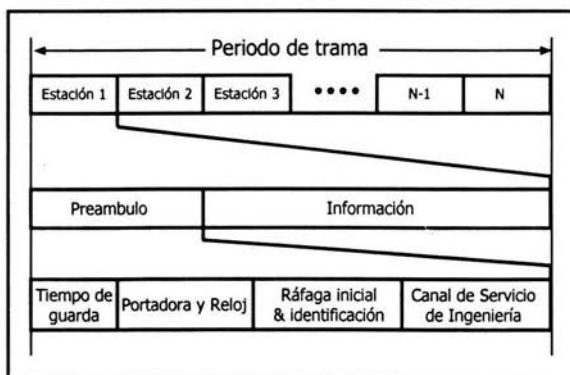 Periodo de trama
Estación 1 Estación 2 Estación 3 •••• N-1 N
Preambulo Información
Tiempo de guarda Portadora y Reloj Ráfaga inicial & identificación Canal de Servicio de Ingeniería